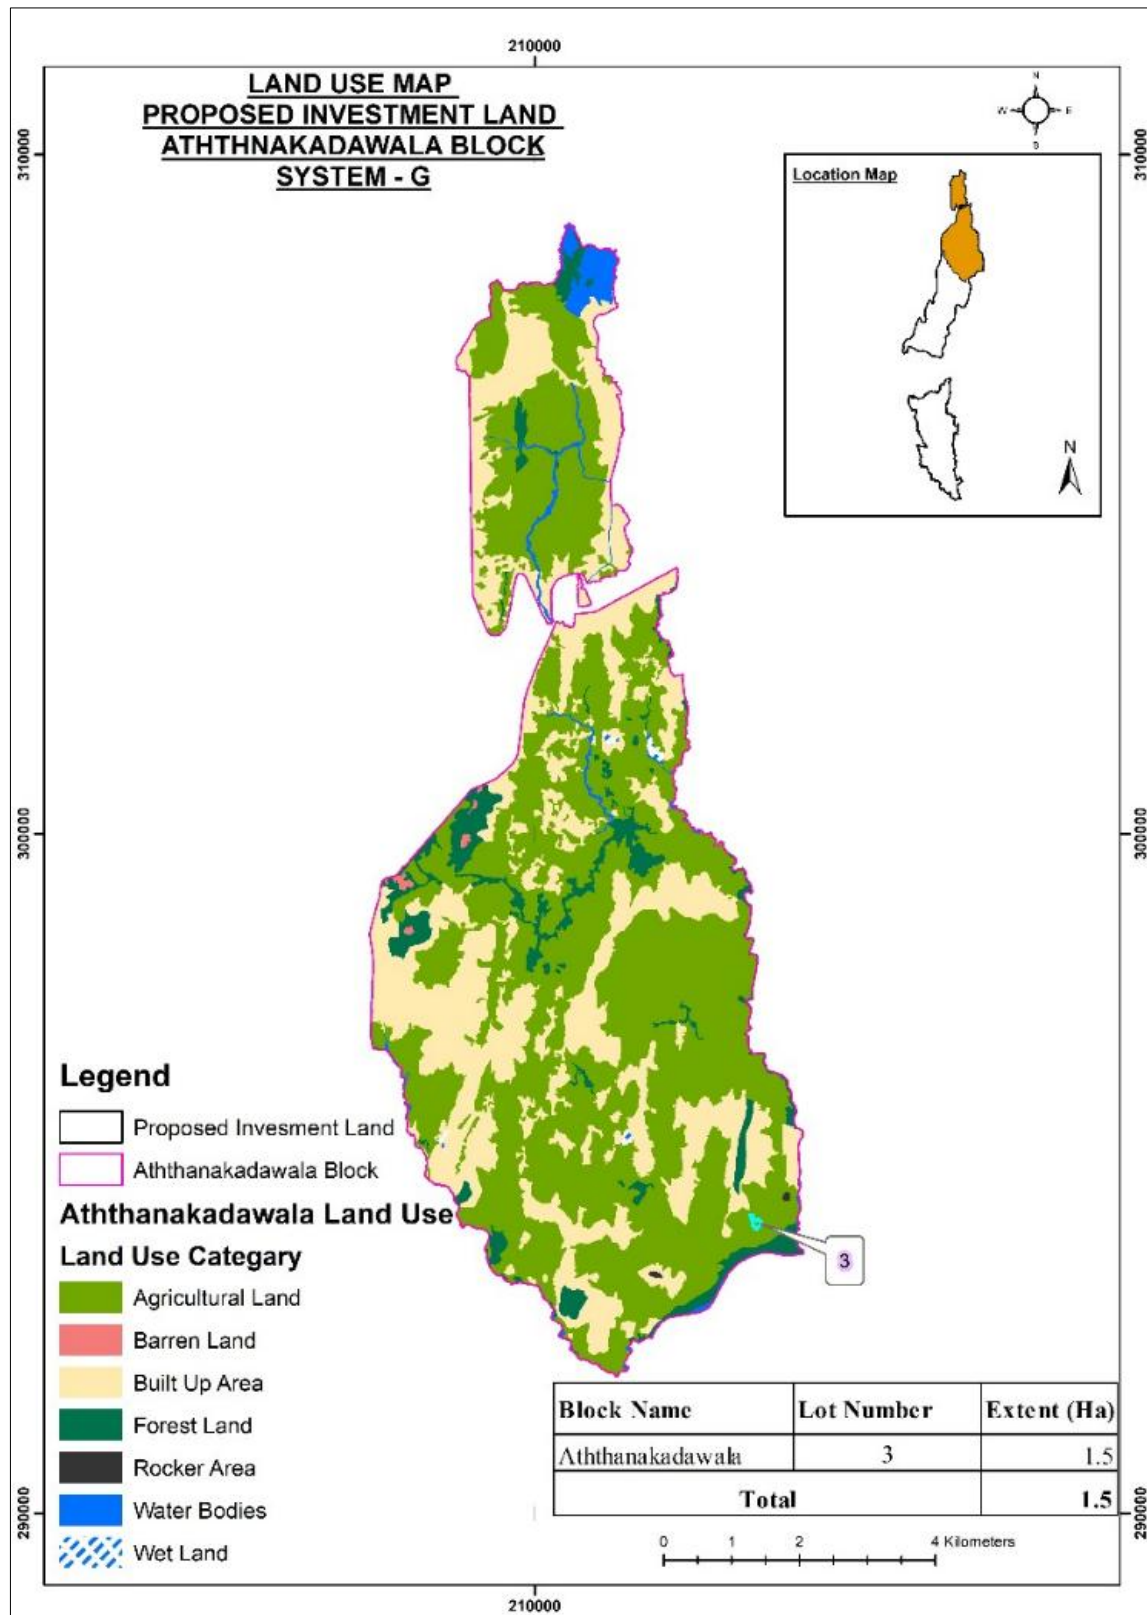 210000
LAND USE MAP
PROPOSED INVESTMENT LAND
ATHTHNAKADAWALA BLOCK
SYSTEM - G
N
W E
S
310000
310000
Location Map
N
300000
300000
Legend
Proposed Invesment Land
Aththanakadawala Block
Aththanakadawala Land Use
Land Use Categary
Agricultural Land
Barren Land
Built Up Area
Forest Land
Rocker Area
Water Bodies
Wet Land
3
Block Name Lot Number Extent (Ha)
Aththanakadawala 3 1.5
Total 1.5
290000
290000
0 1 2 4 Kilometers
210000